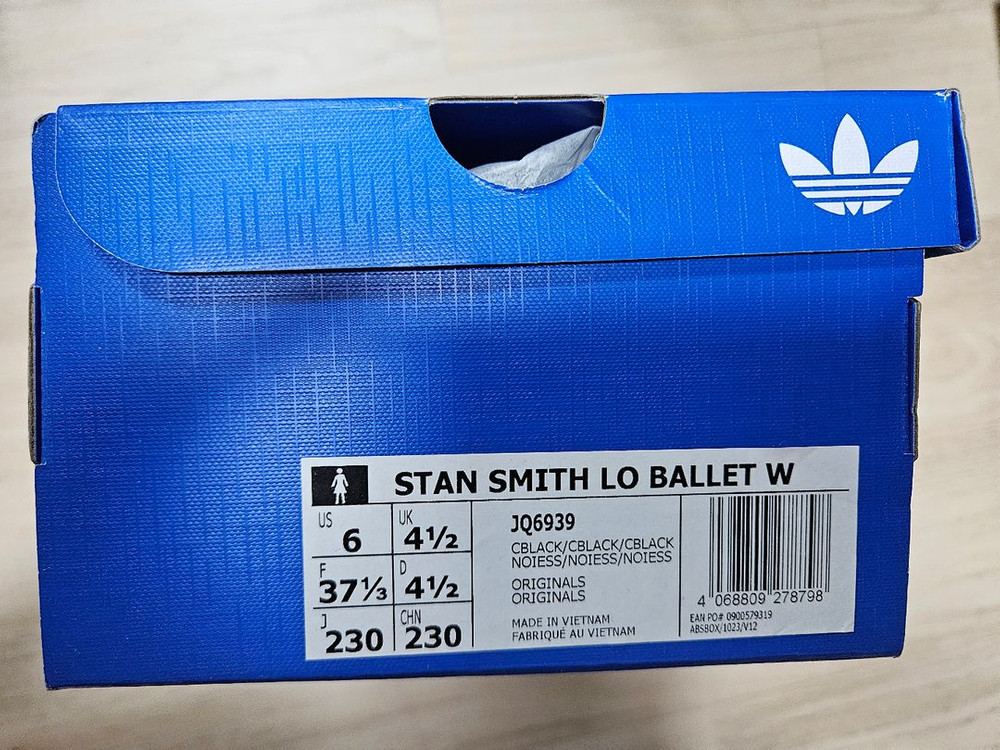 STAN SMITH LO BALLET W
US
6
UK
4½
F
37⅓
D
4½
J
230
CHN
230
JQ6939
CBLACK/CBLACK/CBLACK
NOIESS/NOIESS/NOIESS
ORIGINALS
ORIGINALS
MADE IN VIETNAM
FABRIQUÉ AU VIETNAM
4 068809 278798
EAN PO# 0900579319
ABSBOX/1023/V12